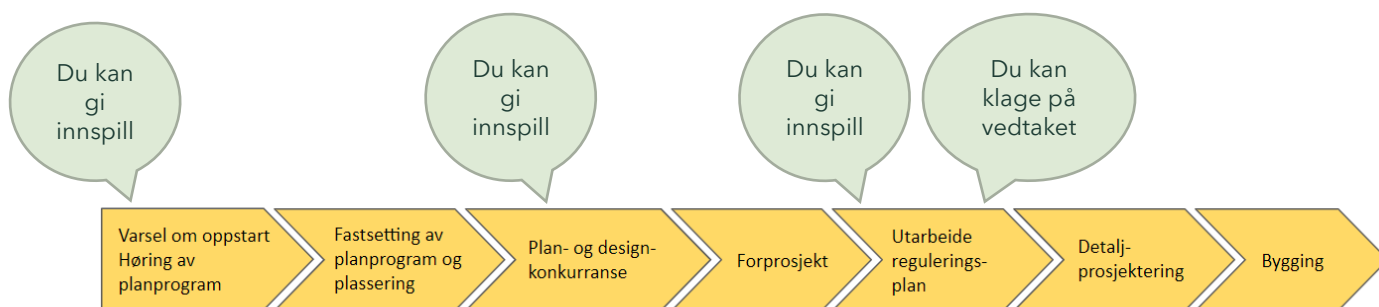 Du kan
gi
innspill
Du kan
gi
innspill
Du kan
gi
innspill
Du kan
klage på
vedtaket
Varsel om oppstart
Høring av
planprogram
Fastsetting av
planprogram og
plassering
Plan- og design-
konkurranse
Forprosjekt
Utarbeide
regulerings-
plan
Detalj-
prosjektering
Bygging